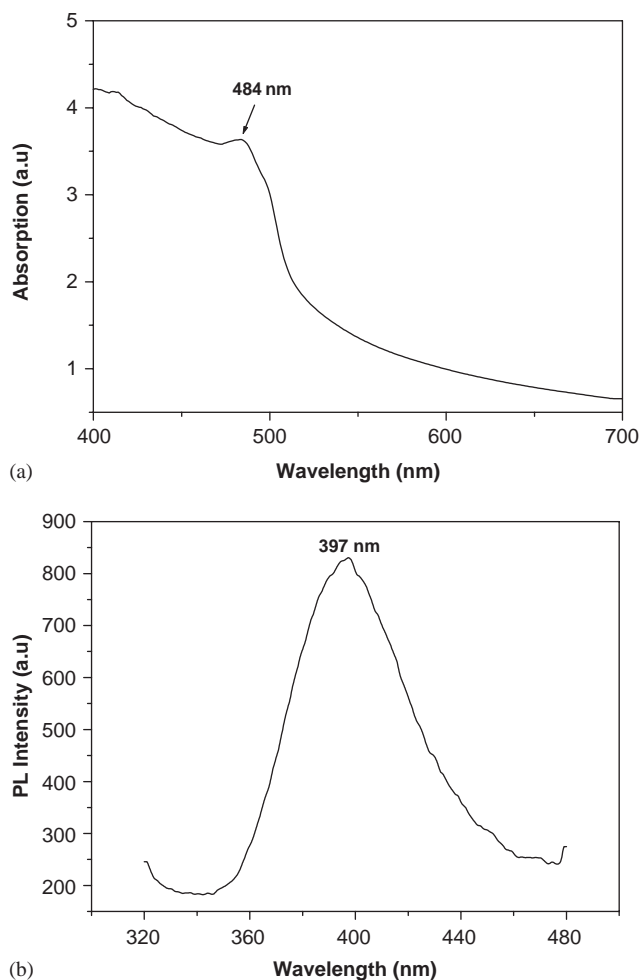 5
4
3
2
1
484 nm
Absorption (a.u)
400 500 600 700
Wavelength (nm)
(a)
900
800
700
600
500
400
300
200
397 nm
PL Intensity (a.u)
320 360 400 440 480
Wavelength (nm)
(b)